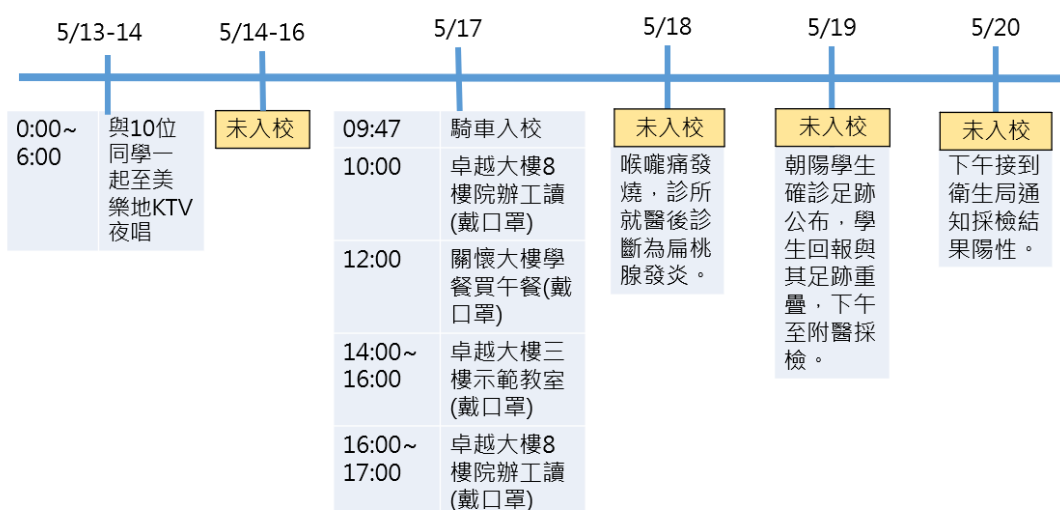 5/13-14
5/14-16
5/17
5/18
5/19
5/20
0:00~
6:00
與10位
同學一
起至美
樂地KTV
夜唱
未入校
09:47
騎車入校
10:00
卓越大樓8
樓院辦工讀
(戴口罩)
12:00
關懷大樓學
餐買午餐(戴
口罩)
14:00~
16:00
卓越大樓三
樓示範教室
(戴口罩)
16:00~
17:00
卓越大樓8
樓院辦工讀
(戴口罩)
未入校
喉嚨痛發
燒，診所
就醫後診
斷為扁桃
腺發炎。
未入校
朝陽學生
確診足跡
公布，學
生回報與
其足跡重
疊，下午
至附醫採
檢。
未入校
下午接到
衛生局通
知採檢結
果陽性。